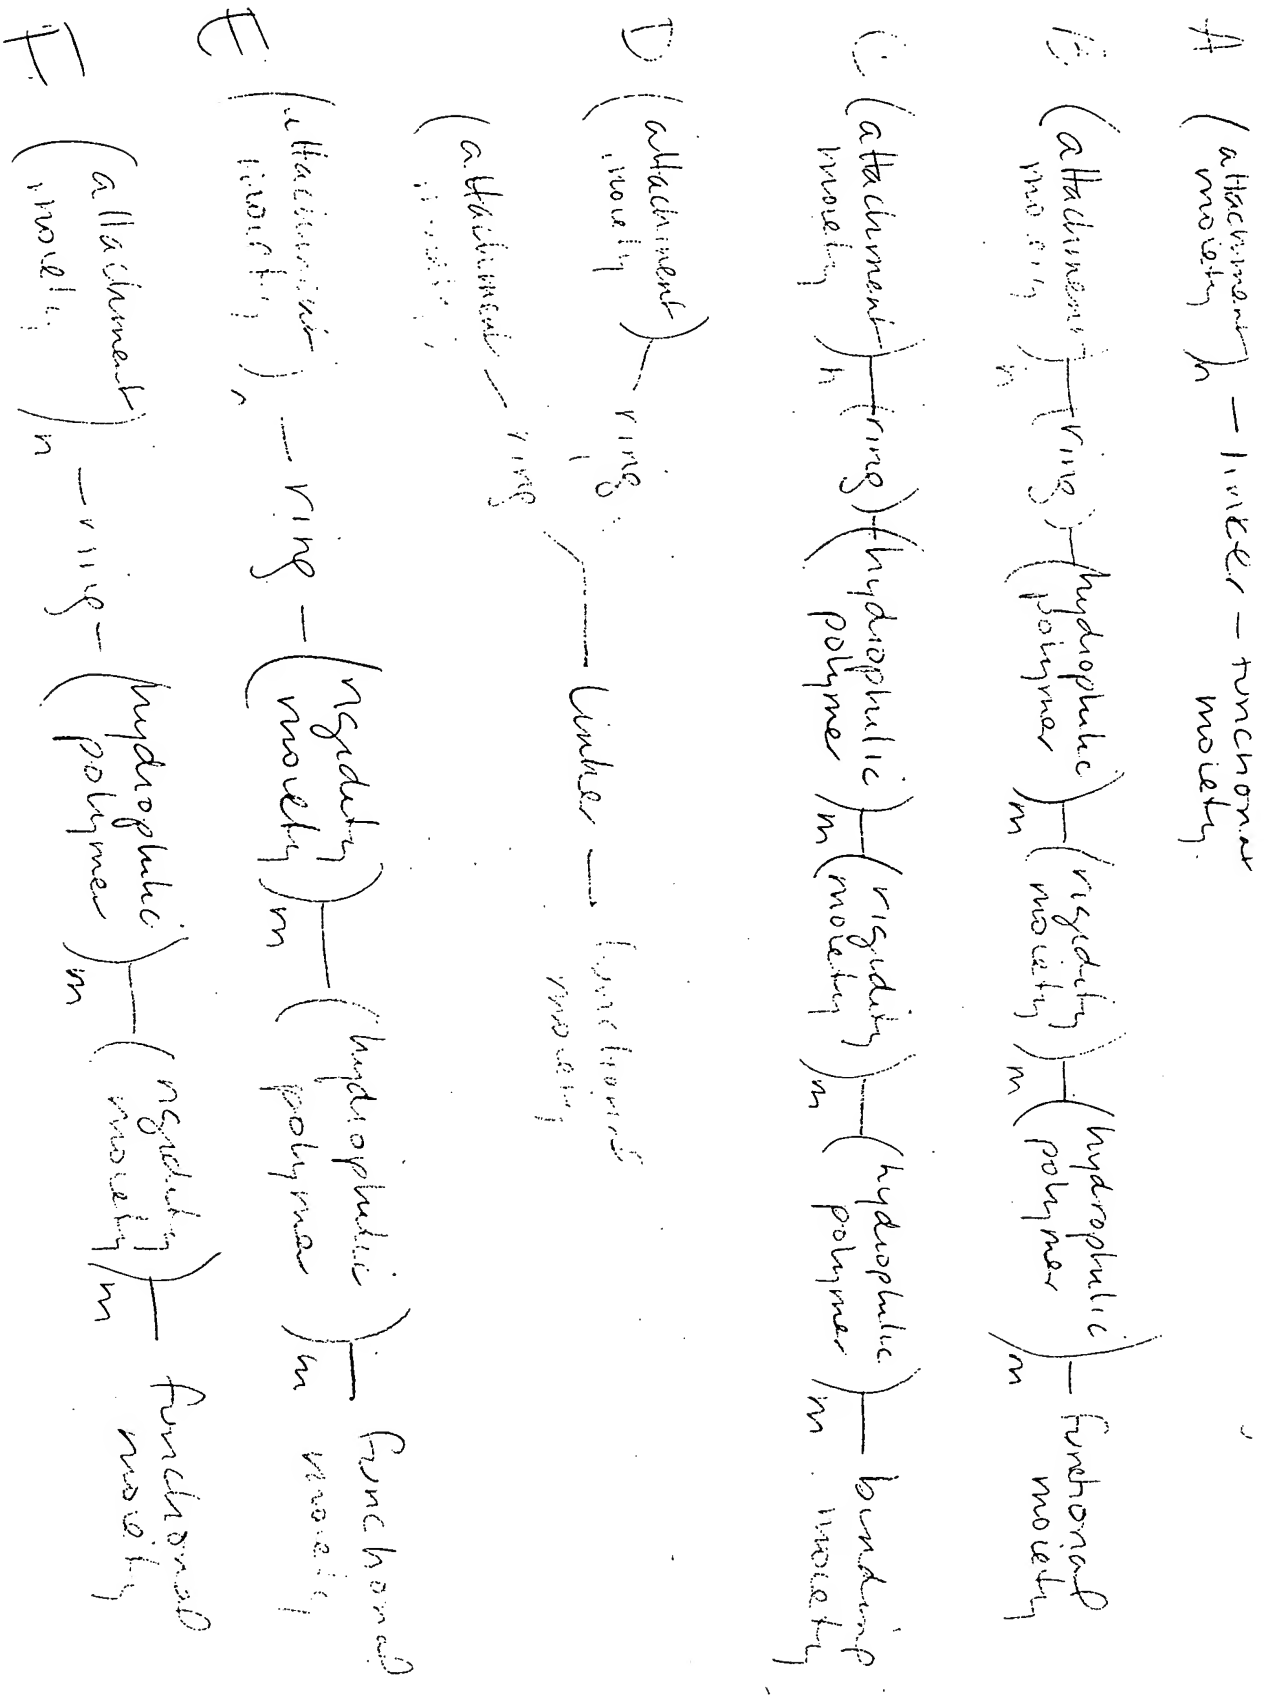 A (attachment moiety)n — linker — functional moiety.
B. (attachment moiety)n — (ring) — (hydrophilic polymer)m — (rigidity moiety)m — (hydrophilic polymer)m — functional moiety
C. (attachment moiety)n — (ring) — (hydrophilic polymer)m — (rigidity moiety)m — (hydrophilic polymer)m — binding moiety
D (attachment moiety) — ring
(attachment moiety — ring — Linker — functional moiety
E (attachment moiety)n — ring — (rigidity moiety)m — (hydrophilic polymer)m — functional moiety
F. (attachment moiety)n — ring — (hydrophilic polymer)m — (rigidity moiety)m — functional moiety